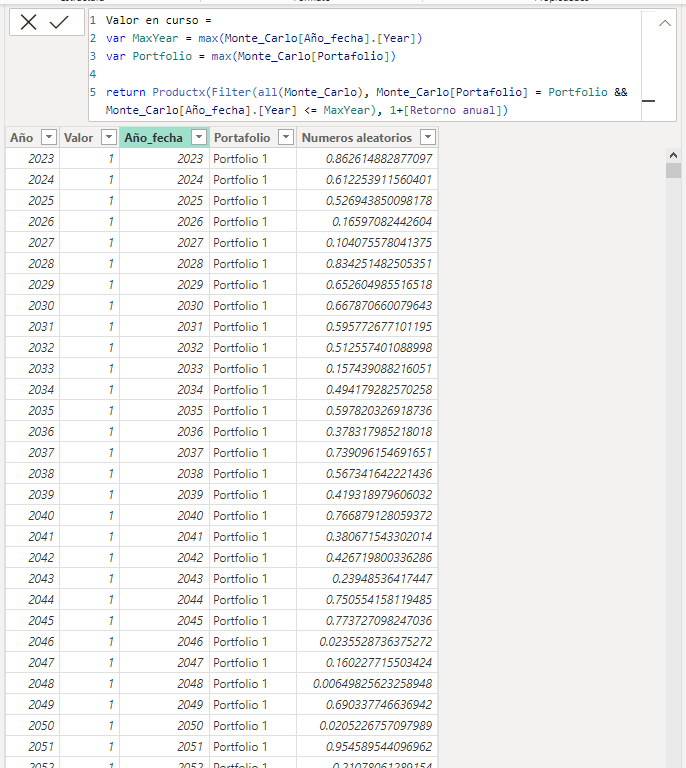 1 Valor en curso =
2 var MaxYear = max(Monte_Carlo[Año_fecha].[Year])
3 var Portfolio = max(Monte_Carlo[Portafolio])
4
5 return Productx(Filter(all(Monte_Carlo), Monte_Carlo[Portafolio] = Portfolio &&
Monte_Carlo[Año_fecha].[Year] <= MaxYear), 1+[Retorno anual])
Año Valor Año_fecha Portafolio Numeros aleatorios
2023 1 2023 Portfolio 1 0.862614882877097
2024 1 2024 Portfolio 1 0.612253911560401
2025 1 2025 Portfolio 1 0.526943850098178
2026 1 2026 Portfolio 1 0.16597082442604
2027 1 2027 Portfolio 1 0.104075578041375
2028 1 2028 Portfolio 1 0.834251482505351
2029 1 2029 Portfolio 1 0.652604985516518
2030 1 2030 Portfolio 1 0.667870660079643
2031 1 2031 Portfolio 1 0.595772677101195
2032 1 2032 Portfolio 1 0.512557401088998
2033 1 2033 Portfolio 1 0.157439088216051
2034 1 2034 Portfolio 1 0.494179282570258
2035 1 2035 Portfolio 1 0.597820326918736
2036 1 2036 Portfolio 1 0.378317985218018
2037 1 2037 Portfolio 1 0.739096154691651
2038 1 2038 Portfolio 1 0.567341642221436
2039 1 2039 Portfolio 1 0.419318979606032
2040 1 2040 Portfolio 1 0.766879128059372
2041 1 2041 Portfolio 1 0.380671543302014
2042 1 2042 Portfolio 1 0.426719800336286
2043 1 2043 Portfolio 1 0.23948536417447
2044 1 2044 Portfolio 1 0.750554158119485
2045 1 2045 Portfolio 1 0.773727098247036
2046 1 2046 Portfolio 1 0.0235528736375272
2047 1 2047 Portfolio 1 0.160227715503424
2048 1 2048 Portfolio 1 0.00649825623258948
2049 1 2049 Portfolio 1 0.690337746636942
2050 1 2050 Portfolio 1 0.0205226757097989
2051 1 2051 Portfolio 1 0.954589544096962
2052 1 2052 Portfolio 1 0.21078061289154